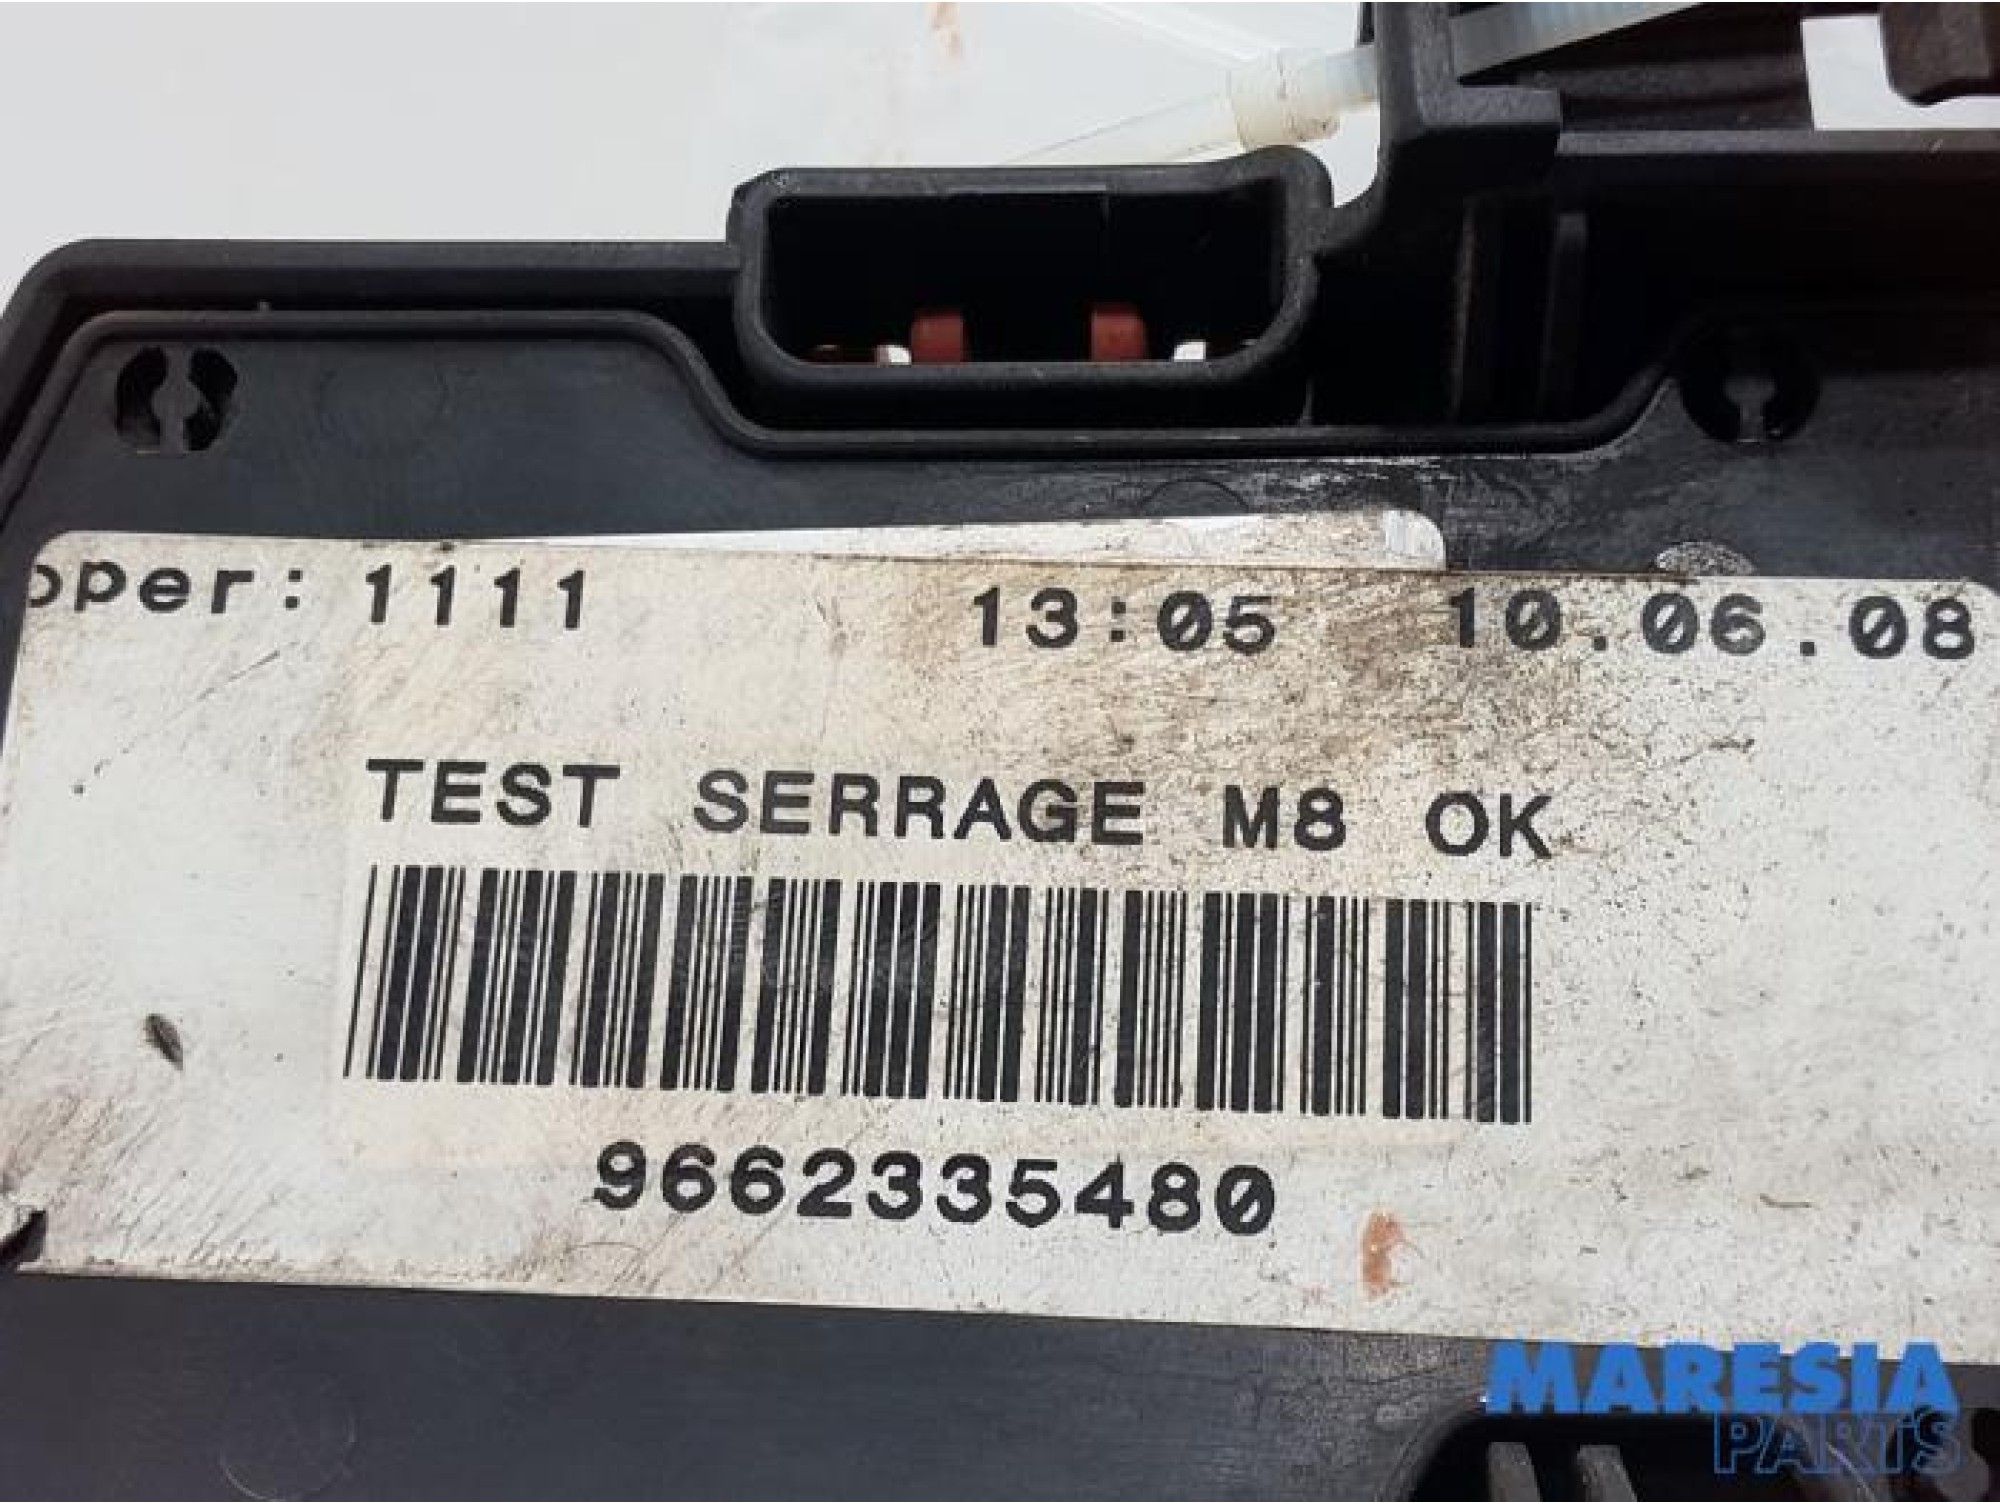 oper: 1111 13:05 10.06.08
TEST SERRAGE M8 OK
9662335480
MARESIA
PARTS